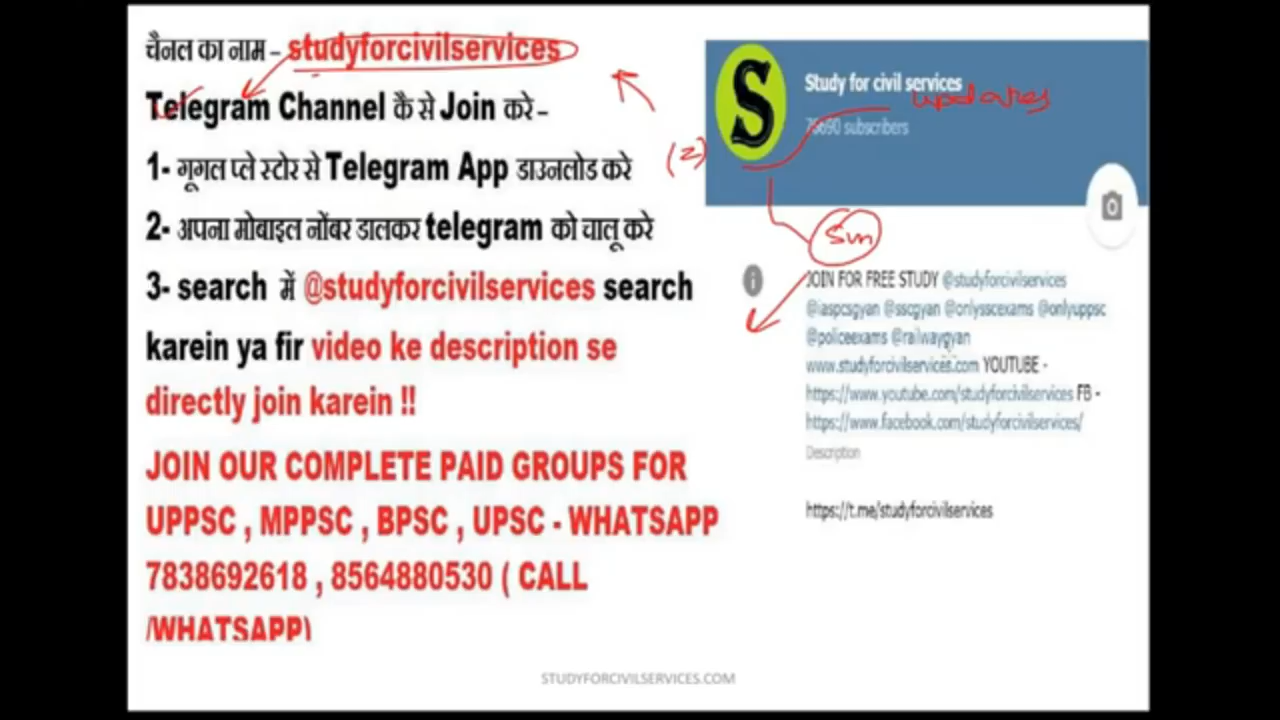 चैनल का नाम – studyforcivilservices
Telegram Channel कैसे Join करे –
1- गूगल प्ले स्टोर से Telegram App डाउनलोड करे
2- अपना मोबाइल नोंबर डालकर telegram को चालू करे
3- search में @studyforcivilservices search
karein ya fir video ke description se
directly join karein !!
JOIN OUR COMPLETE PAID GROUPS FOR
UPPSC , MPPSC , BPSC , UPSC - WHATSAPP
7838692618 , 8564880530 ( CALL
/WHATSAPP)
S
Study for civil services
updates
subscribers
(2)
JOIN FOR FREE STUDY @studyforcivilservices
@iaspcsgyan @sscgyan @onlysscexams @onlyuppsc
@policeexams @railwaygyan
www.studyforcivilservices.com YOUTUBE -
https://www.youtube.com/studyforcivilservices FB -
https://www.facebook.com/studyforcivilservices/
Description
https://t.me/studyforcivilservices
STUDYFORCIVILSERVICES.COM